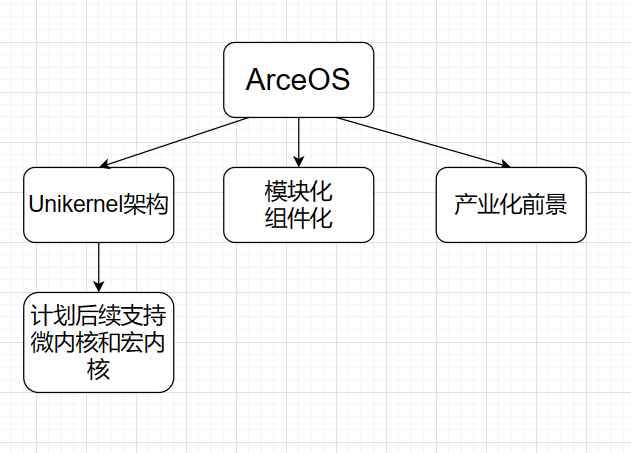 ArceOS
Unikernel架构
模块化
组件化
产业化前景
计划后续支持
微内核和宏内
核